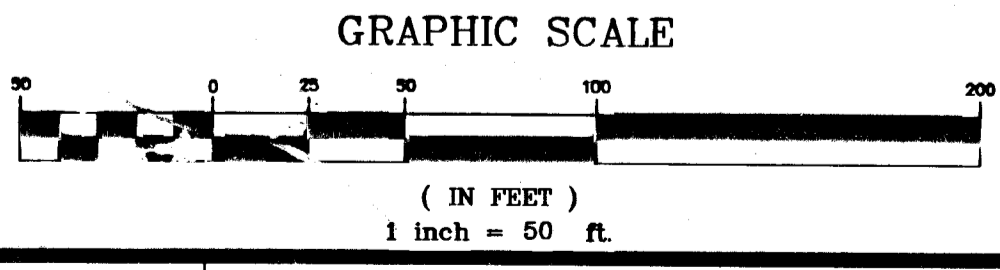 GRAPHIC SCALE
50 0 25 50 100 200
( IN FEET )
1 inch = 50 ft.